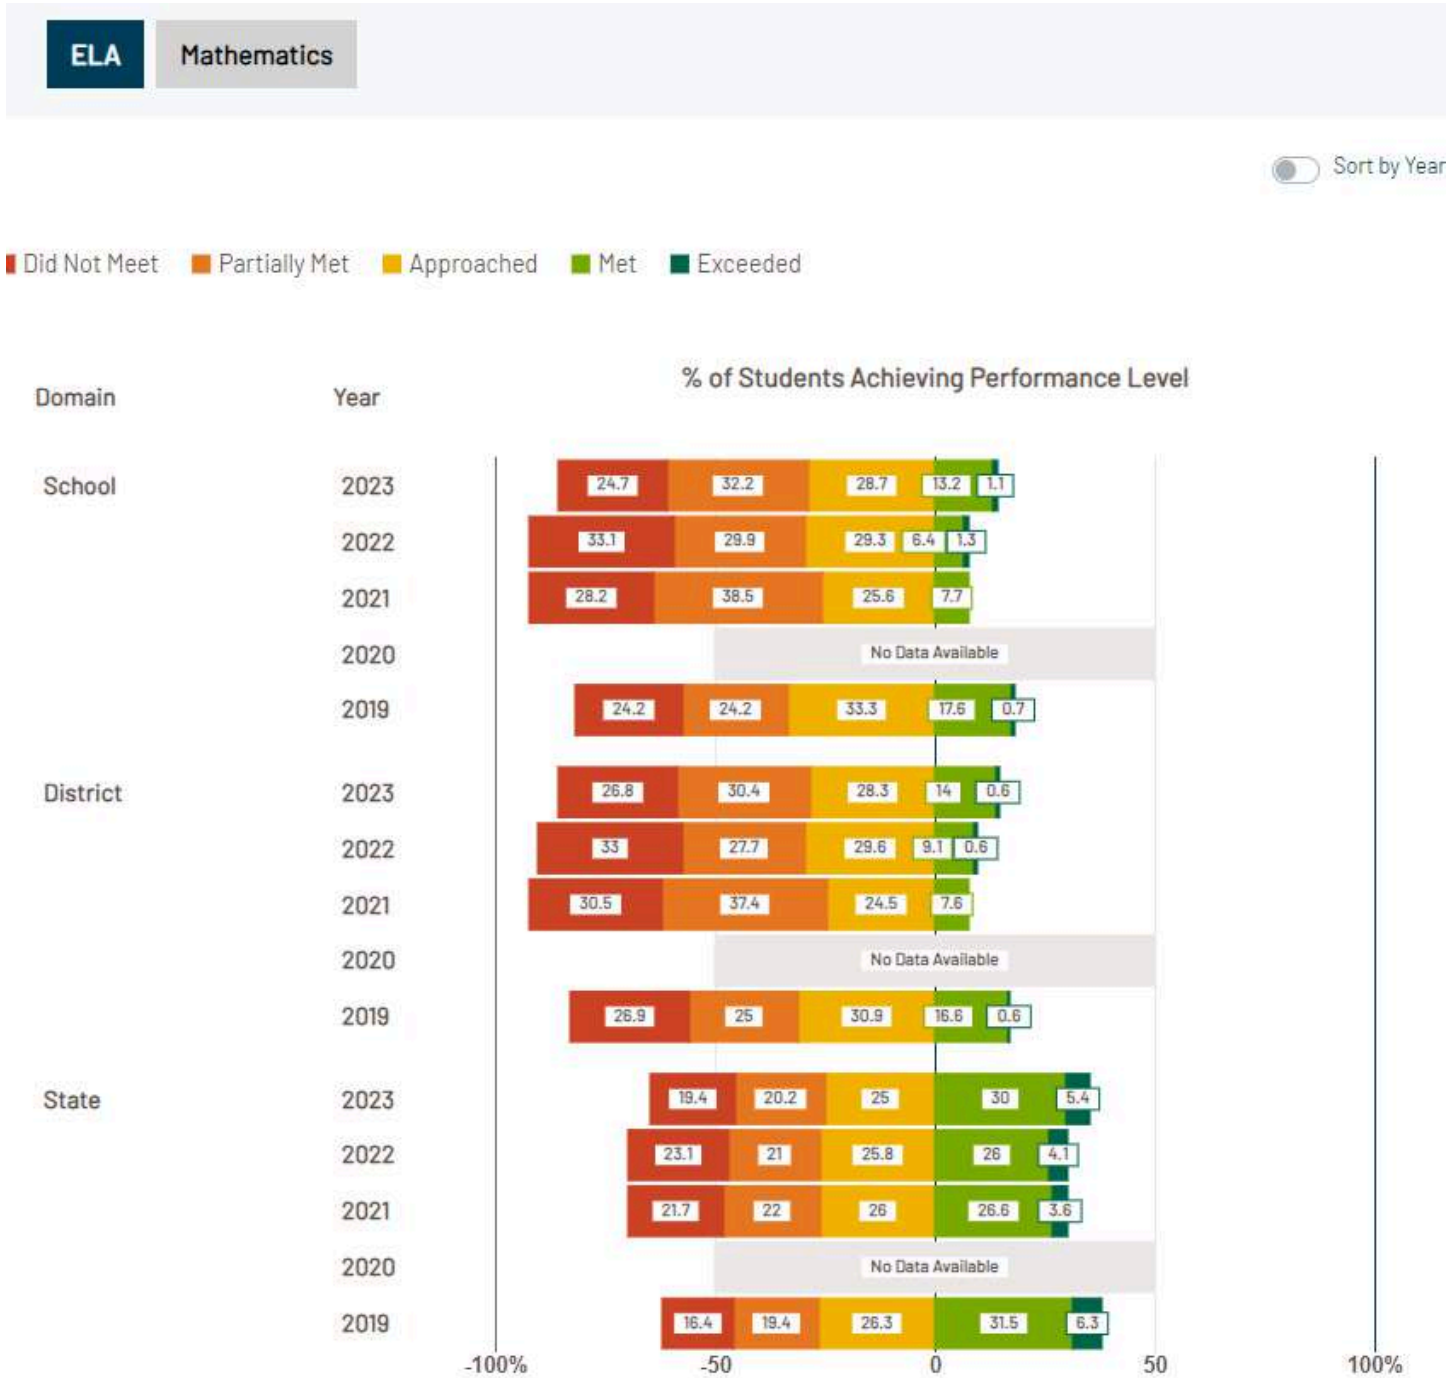 ELA Mathematics
Sort by Year
Did Not Meet Partially Met Approached Met Exceeded
% of Students Achieving Performance Level
Domain Year
School 2023 24.7 32.2 28.7 13.2 1.1
2022 33.1 29.9 29.3 6.4 1.3
2021 28.2 38.5 25.6 7.7
2020 No Data Available
2019 24.2 24.2 33.3 17.6 0.7
District 2023 26.8 30.4 28.3 14 0.6
2022 33 27.7 29.6 9.1 0.6
2021 30.5 37.4 24.5 7.6
2020 No Data Available
2019 26.9 25 30.9 16.6 0.6
State 2023 19.4 20.2 25 30 5.4
2022 23.1 21 25.8 26 4.1
2021 21.7 22 26 26.6 3.6
2020 No Data Available
2019 16.4 19.4 26.3 31.5 6.3
-100% -50 0 50 100%